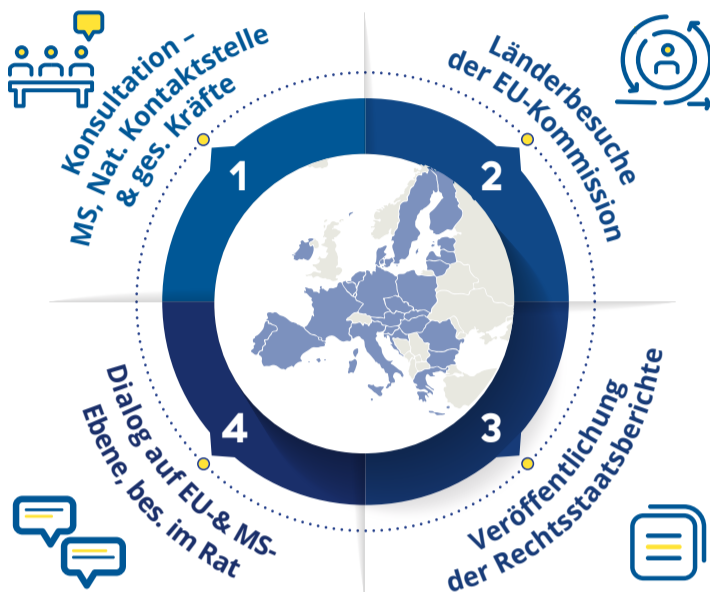 Konsultation –
MS, Nat. Kontaktstelle
& ges. Kräfte
1
Länderbesuche
der EU-Kommission
2
Veröffentlichung
der Rechtsstaatsberichte
3
Dialog auf EU-& MS-
Ebene, bes. im Rat
4